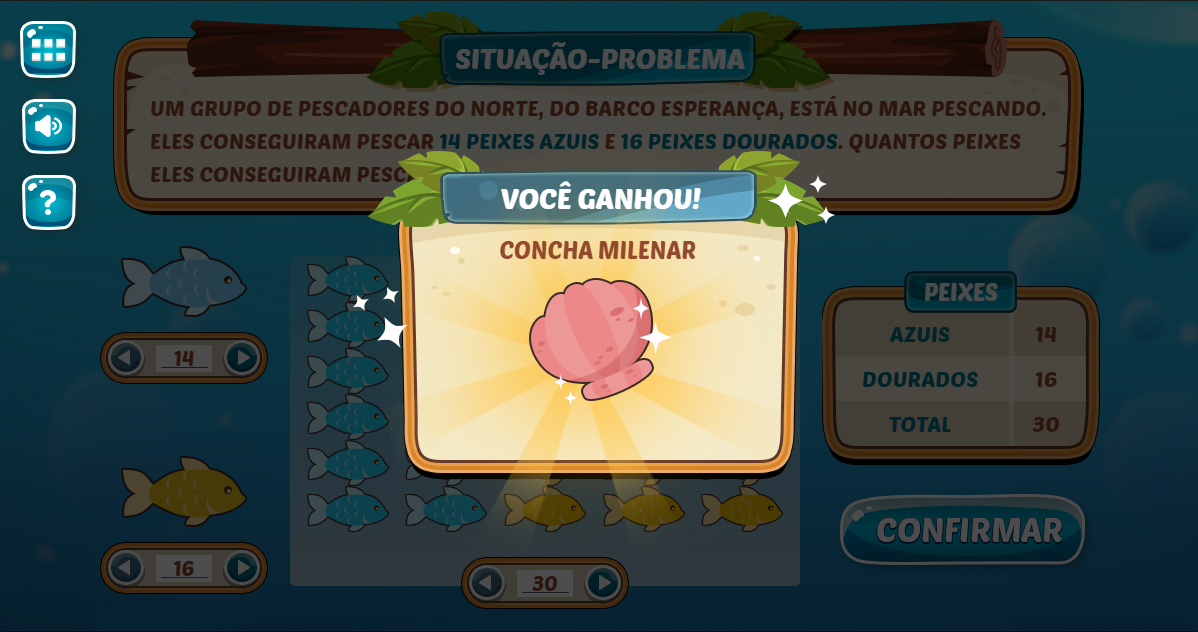 SITUAÇÃO-PROBLEMA
UM GRUPO DE PESCADORES DO NORTE, DO BARCO ESPERANÇA, ESTÁ NO MAR PESCANDO.
ELES CONSEGUIRAM PESCAR 14 PEIXES AZUIS E 16 PEIXES DOURADOS. QUANTOS PEIXES
ELES CONSEGUIRAM
VOCÊ GANHOU!
CONCHA MILENAR
?
14
16
30
PEIXES
AZUIS 14
DOURADOS 16
TOTAL 30
CONFIRMAR